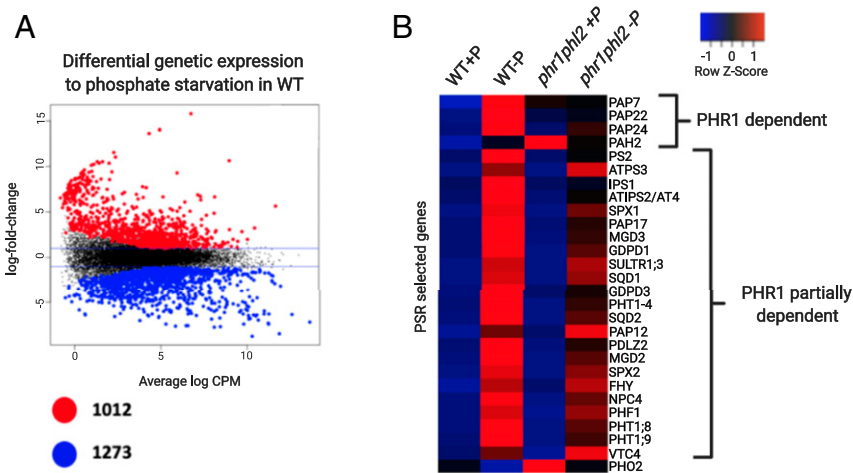 A
Differential genetic expression
to phosphate starvation in WT
log-fold-change
15
10
5
0
-5
0
5
10
Average log CPM
1012
1273
B
WT+P
WT-P
phr1phl2 +P
phr1phl2 -P
-1 0 1
Row Z-Score
PSR selected genes
PAP7
PAP22
PAP24
PAH2
PS2
ATPS3
IPS1
ATIPS2/AT4
SPX1
PAP17
MGD3
GDPD1
SULTR1;3
SQD1
GDPD3
PHT1-4
SQD2
PAP12
PDLZ2
MGD2
SPX2
FHY
NPC4
PHF1
PHT1;8
PHT1;9
VTC4
PHO2
PHR1 dependent
PHR1 partially
dependent